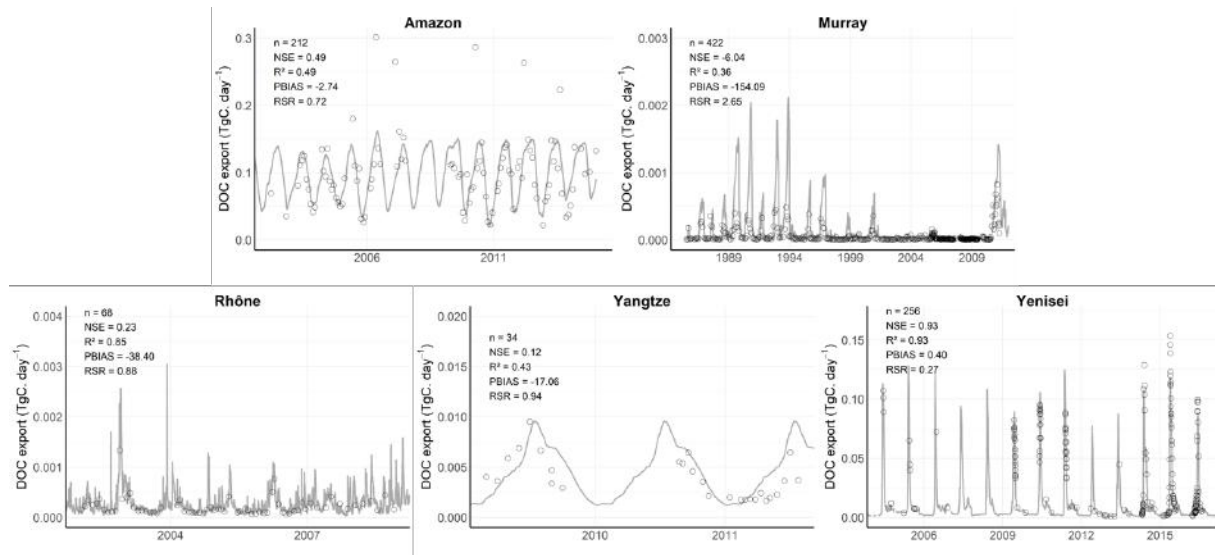 Amazon
n = 212
NSE = 0.49
R² = 0.49
PBIAS = -2.74
RSR = 0.72
DOC export (TgC. day⁻¹)
0.3
0.2
0.1
0.0
2006 2011
Murray
n = 422
NSE = -6.04
R² = 0.36
PBIAS = -154.09
RSR = 2.65
DOC export (TgC. day⁻¹)
0.003
0.002
0.001
0.000
1989 1994 1999 2004 2009
Rhône
n = 68
NSE = 0.23
R² = 0.85
PBIAS = -38.40
RSR = 0.88
DOC export (TgC. day⁻¹)
0.004
0.003
0.002
0.001
0.000
2004 2007
Yangtze
n = 34
NSE = 0.12
R² = 0.43
PBIAS = -17.06
RSR = 0.94
DOC export (TgC. day⁻¹)
0.020
0.015
0.010
0.005
0.000
2010 2011
Yenisei
n = 256
NSE = 0.93
R² = 0.93
PBIAS = 0.40
RSR = 0.27
DOC export (TgC. day⁻¹)
0.15
0.10
0.05
0.00
2006 2009 2012 2015